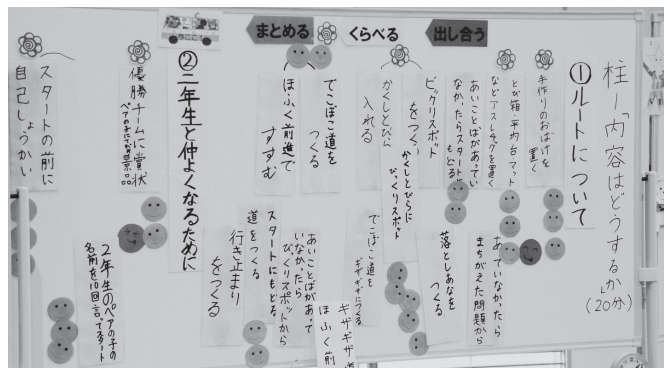 出し合う
くらべる
まとめる
柱一「内容はどうするか」
(20分)
①ルートについて
手作りのおばけを
置く
とび箱・平均台マット
などアスレチックを置く
あいことばがあってい
なかったらスタートに
もどる
あっていなかったら
まちがえた問題から
ビックリスポット
をつくる
落としあなを
つくる
かくしとびら
入れる
かくしとびらに
びっくりスポット
でこぼこ道を
ギザギザにつくる
でこぼこ道を
つくる
ほふく前進で
すすむ
ギザギザ道
ほふく前
あいことばがあって
いなかったら
びっくりスポットから
スタートにもどる
道をつくる
行き止まり
をつくる
②二年生と仲よくなるために
優勝チームに賞状
2年生のペアの子の
名前を10回言ってスタート
スタートの前に
自己しょうかい